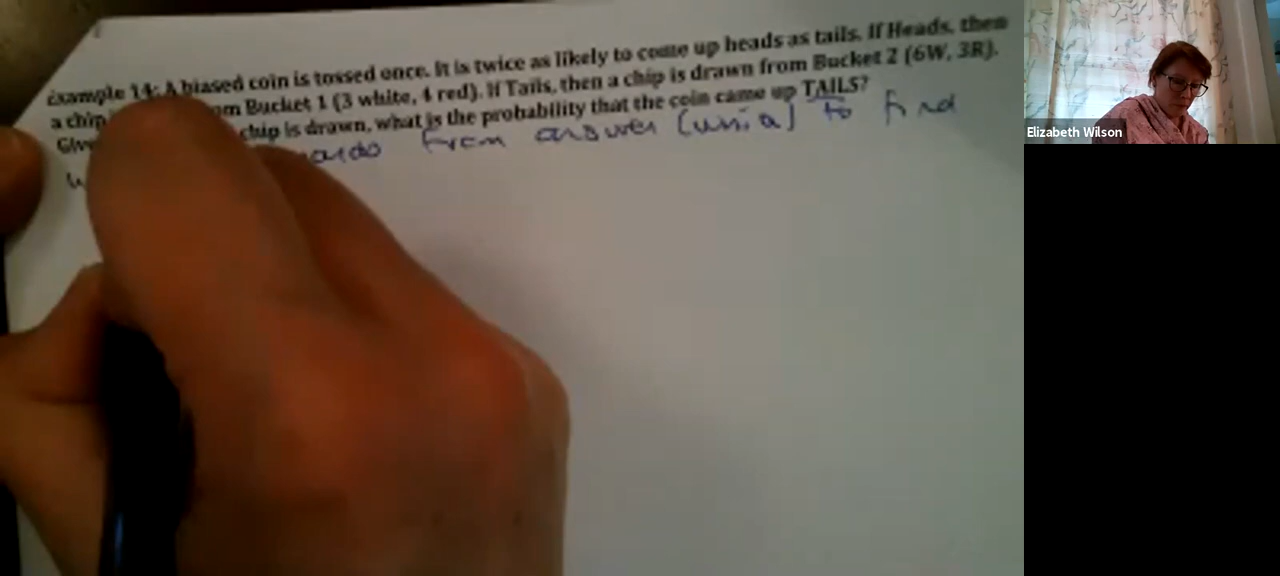 Example 14: A biased coin is tossed once. It is twice as likely to come up heads as tails. If Heads, then
a chip om Bucket 1 (3 white, 4 red). If Tails, then a chip is drawn from Bucket 2 (6W, 3R).
Giv chip is drawn, what is the probability that the coin came up TAILS?
from answer to find
Elizabeth Wilson